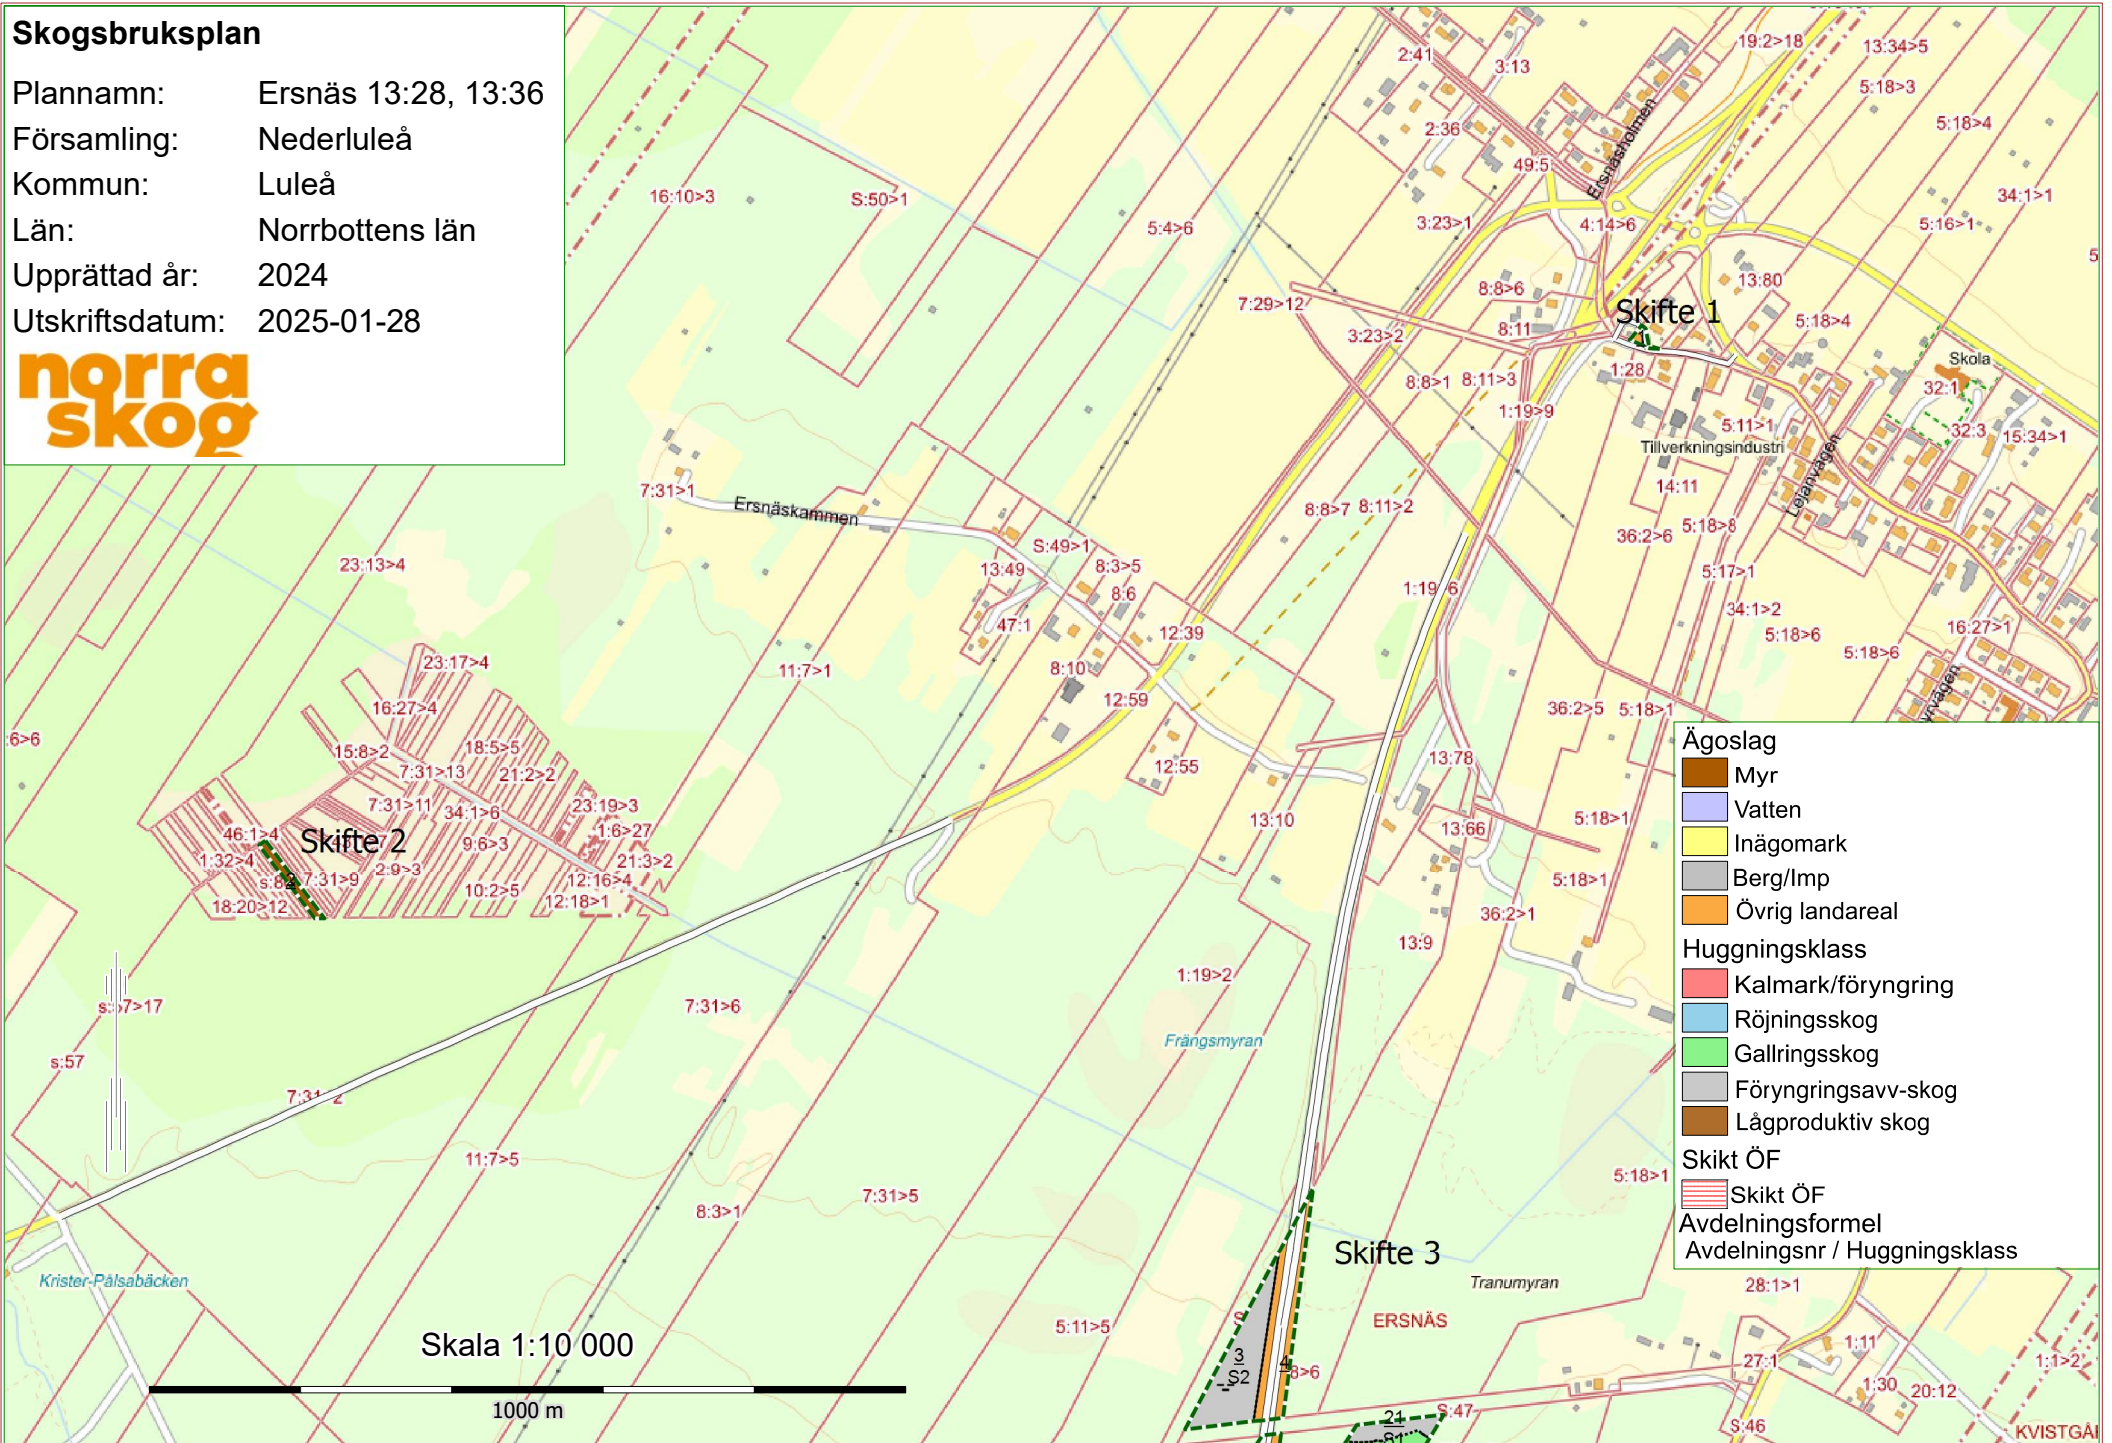 Skogsbruksplan
Plannamn: Ersnäs 13:28, 13:36
Församling: Nederluleå
Kommun: Luleå
Län: Norrbottens län
Upprättad år: 2024
Utskriftsdatum: 2025-01-28
norra
skog
2:41
3:13
19:2>18
13:34>5
5:18>3
5:18>4
2:36
49:5
Ersnäsholmen
34:1>1
16:10>3
S:50>1
5:4>6
3:23>1
4:14>6
5:16>1
13:80
8:8>6
7:29>12
Skifte 1
1
8:11
3:23>2
5:18>4
Skola
1:28
32:1
8:8>1
8:11>3
1:19>9
5:11>1
32:3
15:34>1
Tillverkningsindustri
Lejanvägen
14:11
7:31>1
Ersnäskammen
8:8>7
8:11>2
36:2>6
5:18>8
S:49>1
23:13>4
13:49
8:3>5
5:17>1
8:6
1:19>6
34:1>2
47:1
12:39
5:18>6
16:27>1
5:18>6
23:17>4
11:7>1
8:10
12:59
16:27>4
36:2>5
5:18>1
:6>6
15:8>2
18:5>5
7:31>13
21:2>2
12:55
13:78
7:31>11
34:1>6
23:19>3
46:1>4
Skifte 2
1:6>27
13:10
13:66
5:18>1
1:32>4
9:6>3
21:3>2
2
7:31>9
2:9>3
12:16>4
5:18>1
18:20>12
10:2>5
12:18>1
36:2>1
13:9
1:19>2
s:57>17
7:31>6
Frängsmyran
s:57
7:31>2
11:7>5
7:31>5
5:18>1
8:3>1
Skifte 3
Tranumyran
Krister-Pålsabäcken
28:1>1
5:11>5
ERSNÄS
Skala 1:10 000
3
S2
4
8>6
1:11
27:1
1:1>2
1:30
20:12
1000 m
21
S1
S:47
S:46
Ägoslag
Myr
Vatten
Inägomark
Berg/Imp
Övrig landareal
Huggningsklass
Kalmark/föryngring
Röjningsskog
Gallringsskog
Föryngringsavv-skog
Lågproduktiv skog
Skikt ÖF
Skikt ÖF
Avdelningsformel
Avdelningsnr / Huggningsklass